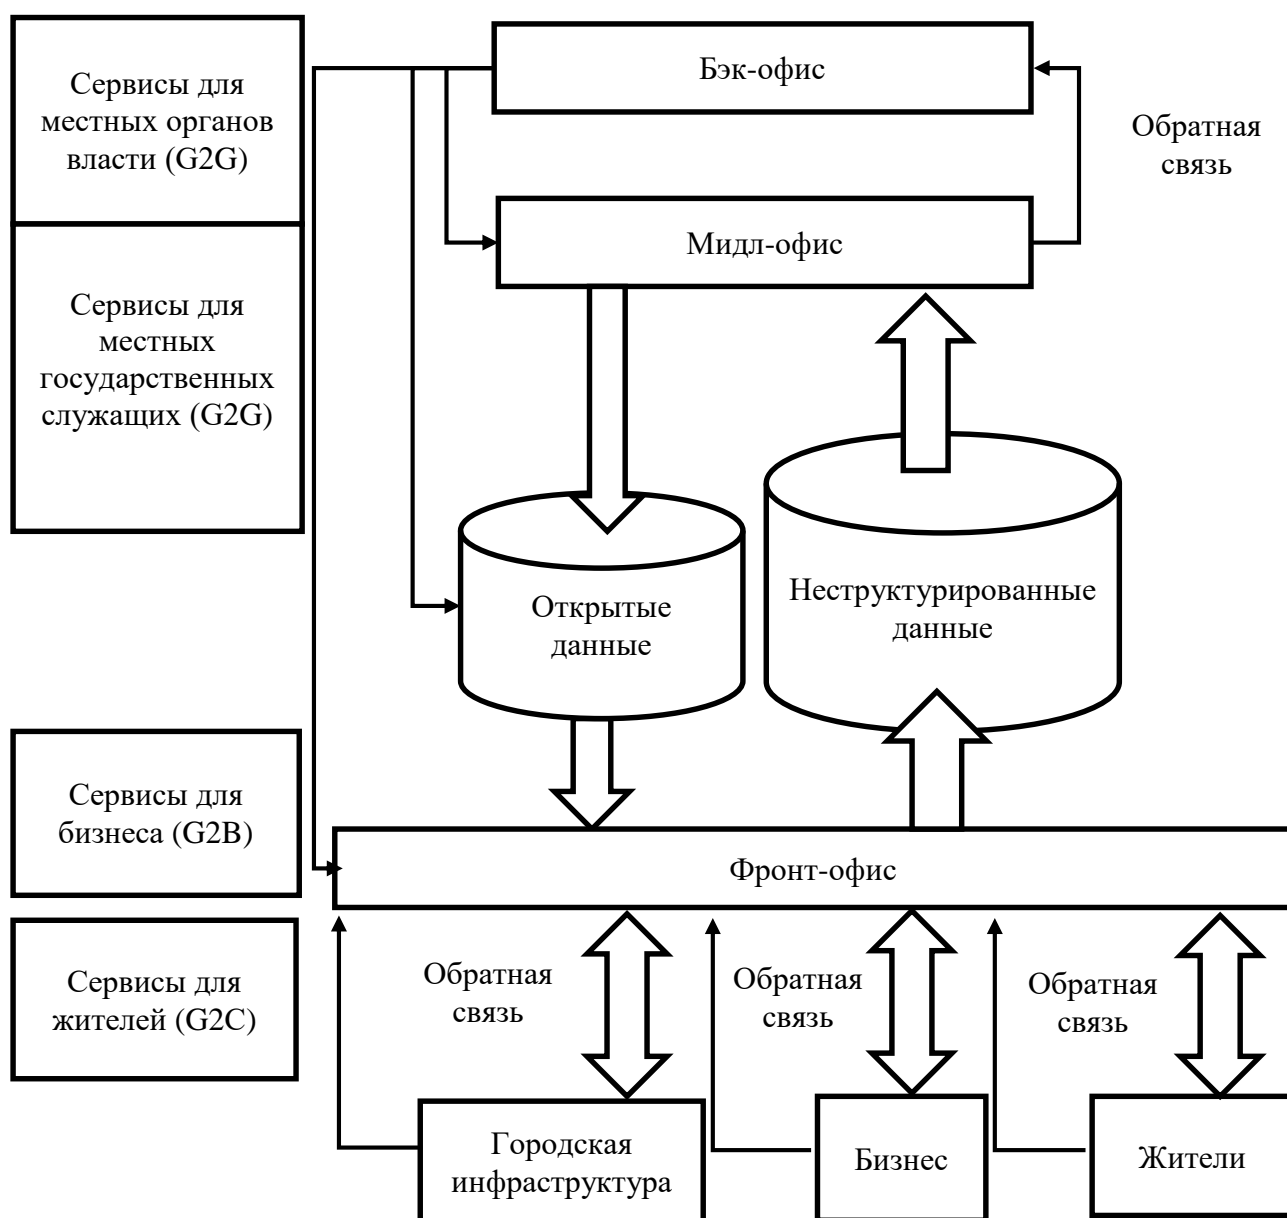 Сервисы для
местных органов
власти (G2G)
Сервисы для
местных
государственных
служащих (G2G)
Сервисы для
бизнеса (G2B)
Сервисы для
жителей (G2C)
Бэк-офис
Обратная
связь
Мидл-офис
Открытые
данные
Неструктурированные
данные
Фронт-офис
Обратная
связь
Обратная
связь
Обратная
связь
Городская
инфраструктура
Бизнес
Жители